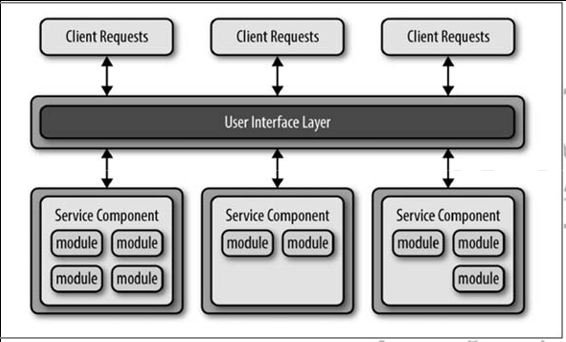 Client Requests Client Requests Client Requests
User Interface Layer
Service Component Service Component Service Component
module module module module module module
module module module